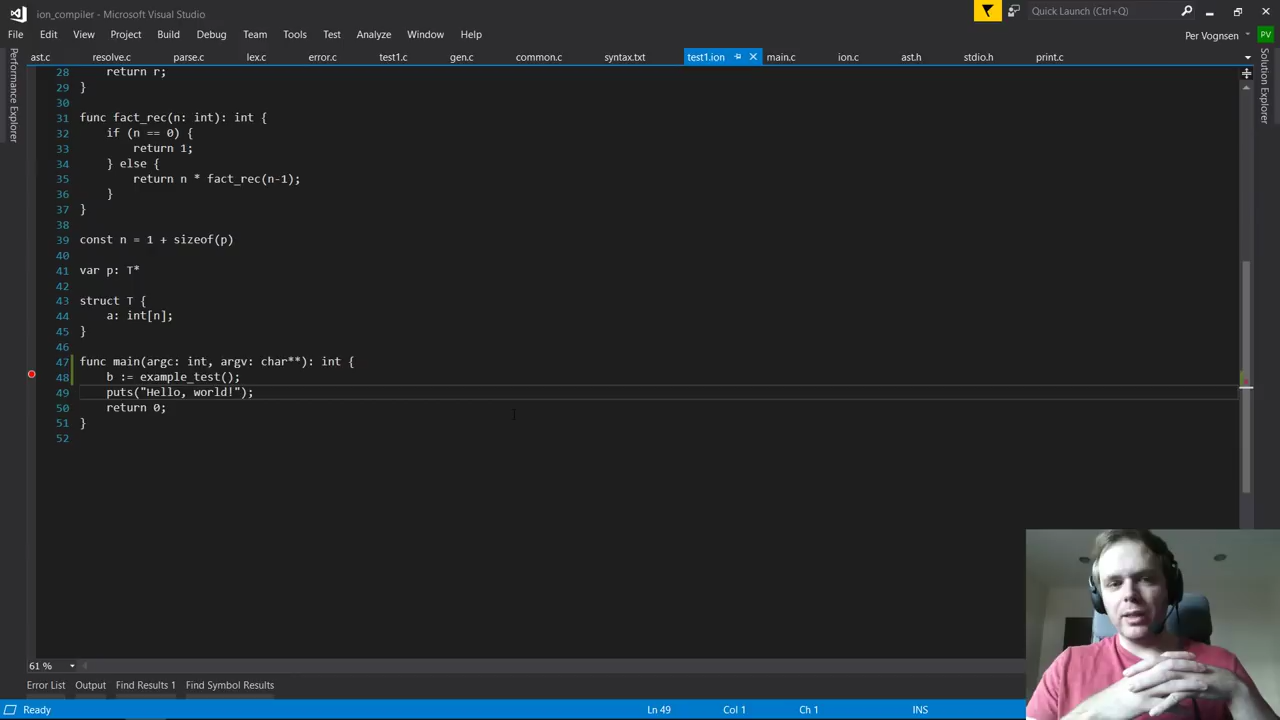 ion_compiler - Microsoft Visual Studio
Quick Launch (Ctrl+Q)
File Edit View Project Build Debug Team Tools Test Analyze Window Help
Per Vognsen PV
ast.c resolve.c parse.c lex.c error.c test1.c gen.c common.c syntax.txt test1.ion main.c ion.c ast.h stdio.h print.c
Performance Explorer
Solution Explorer
28 return r;
29 }
30
31 func fact_rec(n: int): int {
32 if (n == 0) {
33 return 1;
34 } else {
35 return n * fact_rec(n-1);
36 }
37 }
38
39 const n = 1 + sizeof(p)
40
41 var p: T*
42
43 struct T {
44 a: int[n];
45 }
46
47 func main(argc: int, argv: char**): int {
48 b := example_test();
49 puts("Hello, world!");
50 return 0;
51 }
52
61 %
Error List Output Find Results 1 Find Symbol Results
Ready Ln 49 Col 1 Ch 1 INS